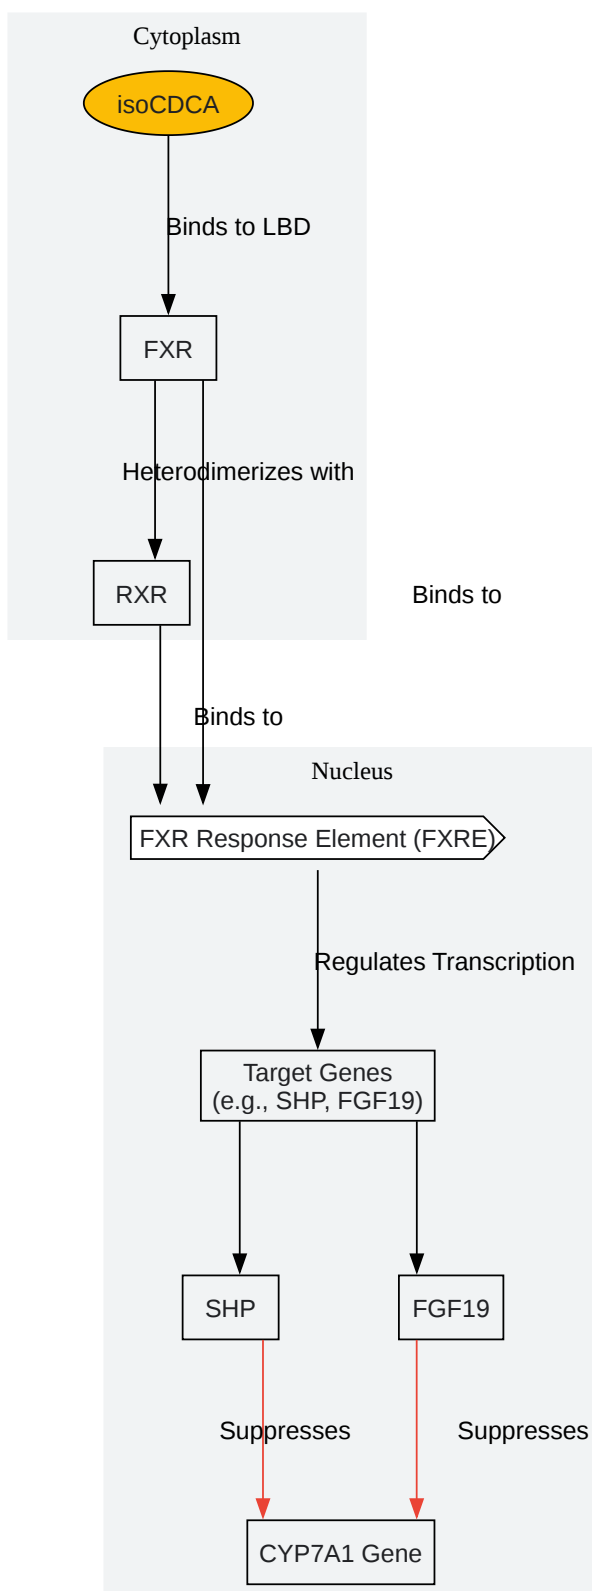 Cytoplasm
isoCDCA
Binds to LBD
FXR
Heterodimerizes with
RXR
Binds to
Binds to
Nucleus
FXR Response Element (FXRE)
Regulates Transcription
Target Genes
(e.g., SHP, FGF19)
SHP
FGF19
Suppresses
Suppresses
CYP7A1 Gene